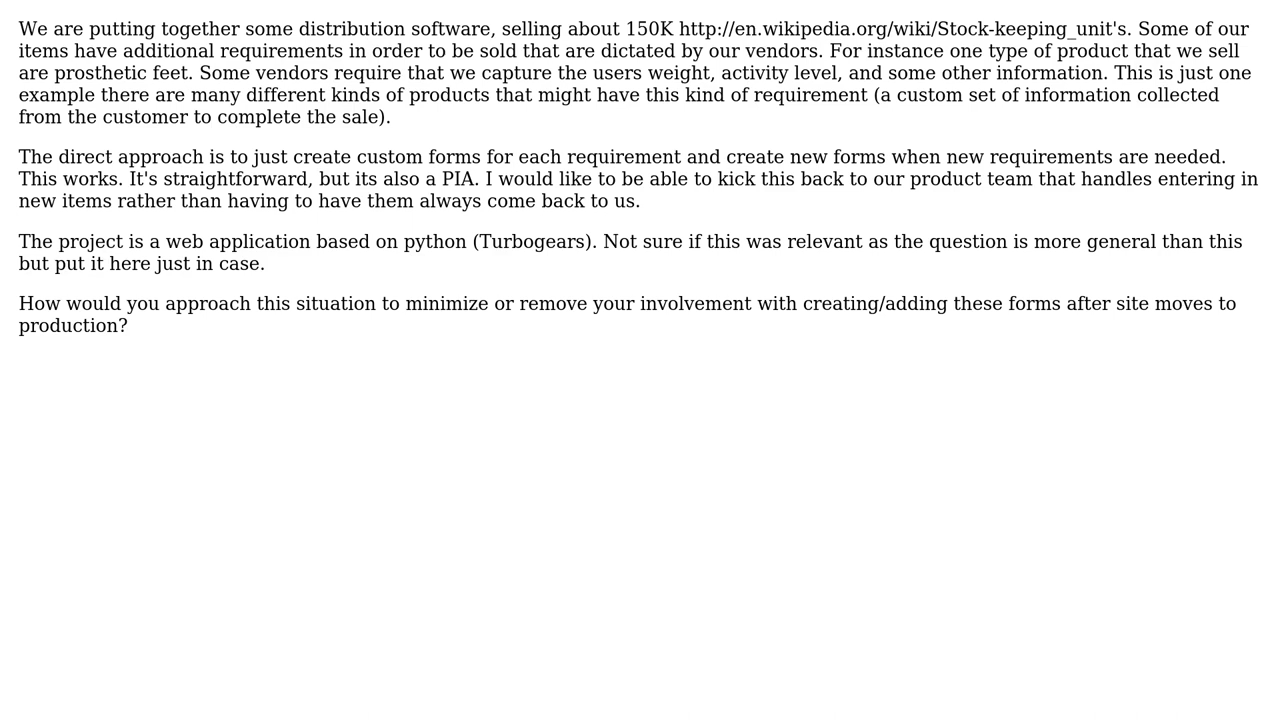 We are putting together some distribution software, selling about 150K http://en.wikipedia.org/wiki/Stock-keeping_unit's. Some of our
items have additional requirements in order to be sold that are dictated by our vendors. For instance one type of product that we sell
are prosthetic feet. Some vendors require that we capture the users weight, activity level, and some other information. This is just one
example there are many different kinds of products that might have this kind of requirement (a custom set of information collected
from the customer to complete the sale).
The direct approach is to just create custom forms for each requirement and create new forms when new requirements are needed.
This works. It's straightforward, but its also a PIA. I would like to be able to kick this back to our product team that handles entering in
new items rather than having to have them always come back to us.
The project is a web application based on python (Turbogears). Not sure if this was relevant as the question is more general than this
but put it here just in case.
How would you approach this situation to minimize or remove your involvement with creating/adding these forms after site moves to
production?